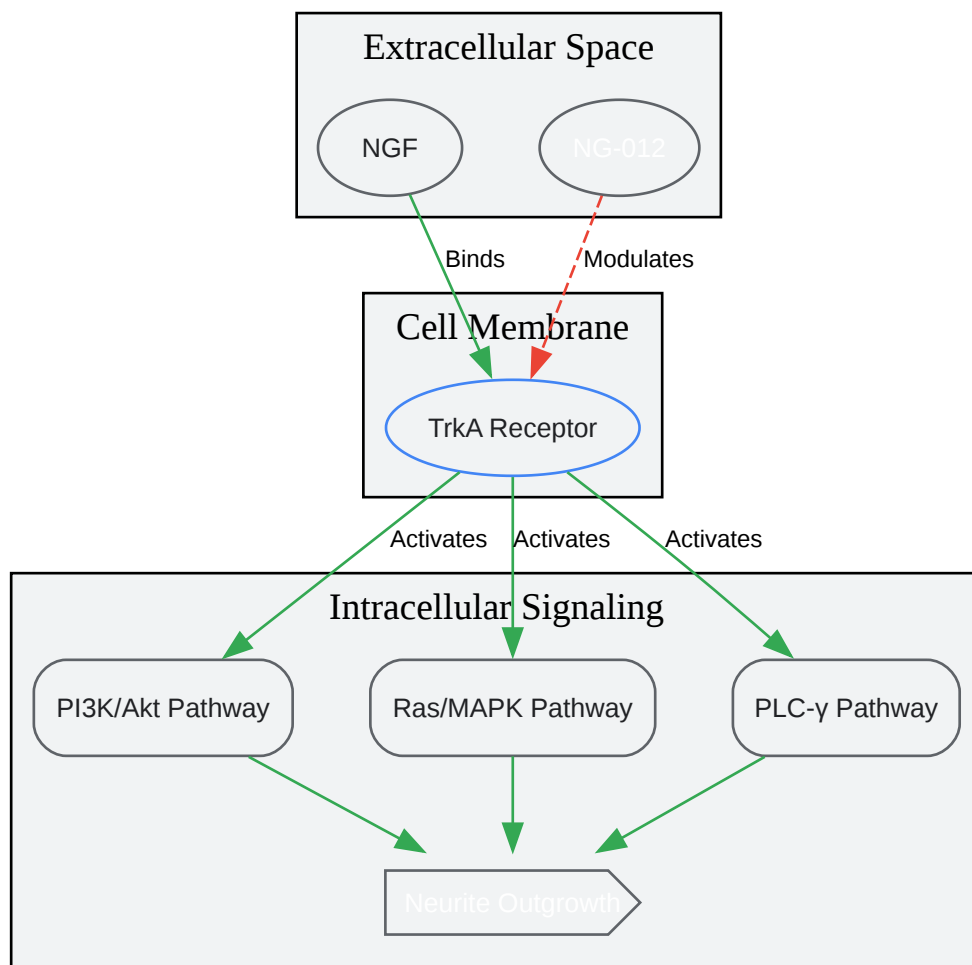 Extracellular Space
NGF
NG-012
Binds
Modulates
Cell Membrane
TrkA Receptor
Activates
Activates
Activates
Intracellular Signaling
PI3K/Akt Pathway
Ras/MAPK Pathway
PLC-γ Pathway
Neurite Outgrowth